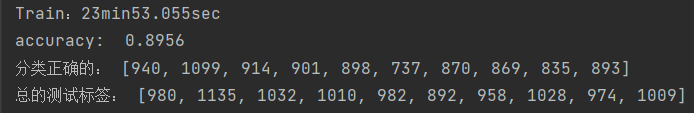 Train：23min53.055sec
accuracy:  0.8956
分类正确的： [940, 1099, 914, 901, 898, 737, 870, 869, 835, 893]
总的测试标签： [980, 1135, 1032, 1010, 982, 892, 958, 1028, 974, 1009]